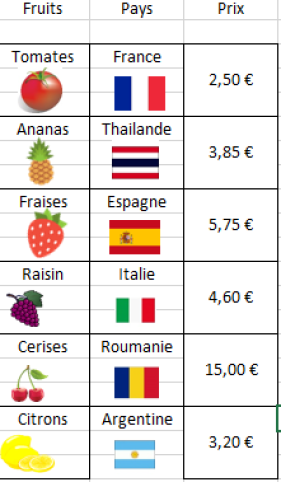 Fruits Pays Prix
Tomates France
2,50 €
Ananas Thailande
3,85 €
Fraises Espagne
5,75 €
Raisin Italie
4,60 €
Cerises Roumanie
15,00 €
Citrons Argentine
3,20 €